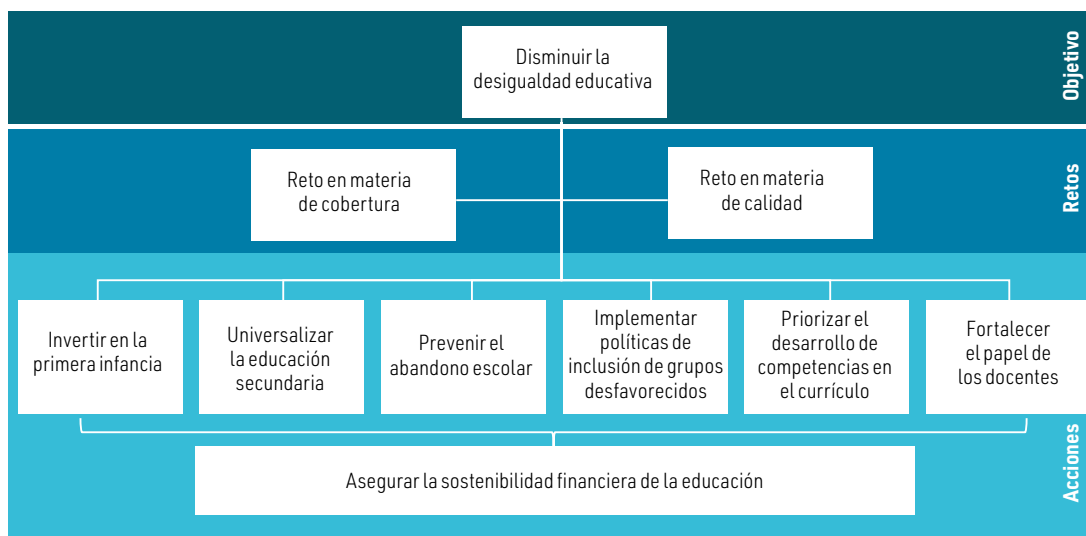 Disminuir la
desigualdad educativa
Objetivo
Reto en materia
de cobertura
Reto en materia
de calidad
Retos
Invertir en la
primera infancia
Universalizar
la educación
secundaria
Prevenir el
abandono escolar
Implementar
políticas de
inclusión de grupos
desfavorecidos
Priorizar el
desarrollo de
competencias en
el currículo
Fortalecer
el papel de
los docentes
Asegurar la sostenibilidad financiera de la educación
Acciones